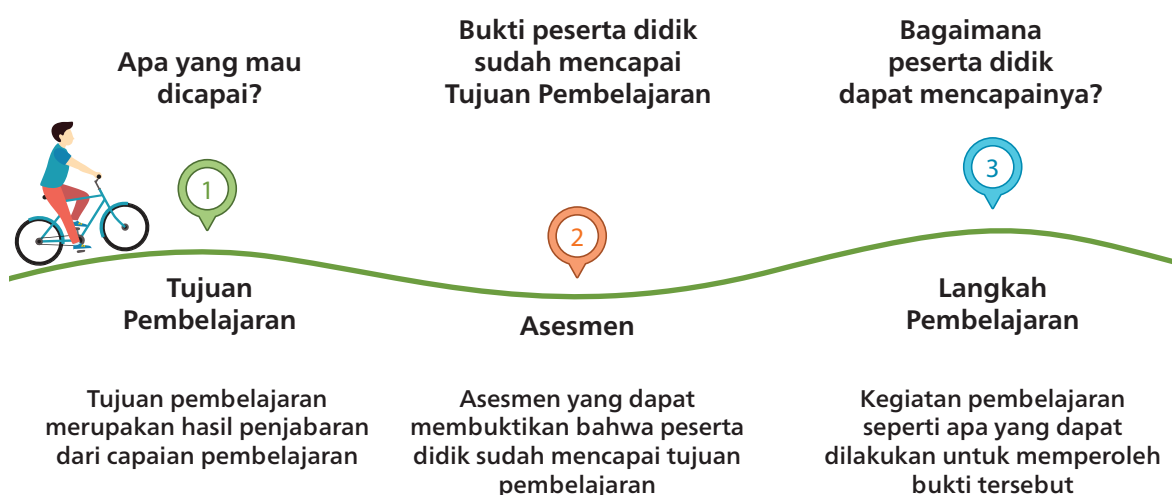 Apa yang mau
dicapai?
1
Tujuan
Pembelajaran
Tujuan pembelajaran
merupakan hasil penjabaran
dari capaian pembelajaran
Bukti peserta didik
sudah mencapai
Tujuan Pembelajaran
2
Asesmen
Asesmen yang dapat
membuktikan bahwa peserta
didik sudah mencapai tujuan
pembelajaran
Bagaimana
peserta didik
dapat mencapainya?
3
Langkah
Pembelajaran
Kegiatan pembelajaran
seperti apa yang dapat
dilakukan untuk memperoleh
bukti tersebut